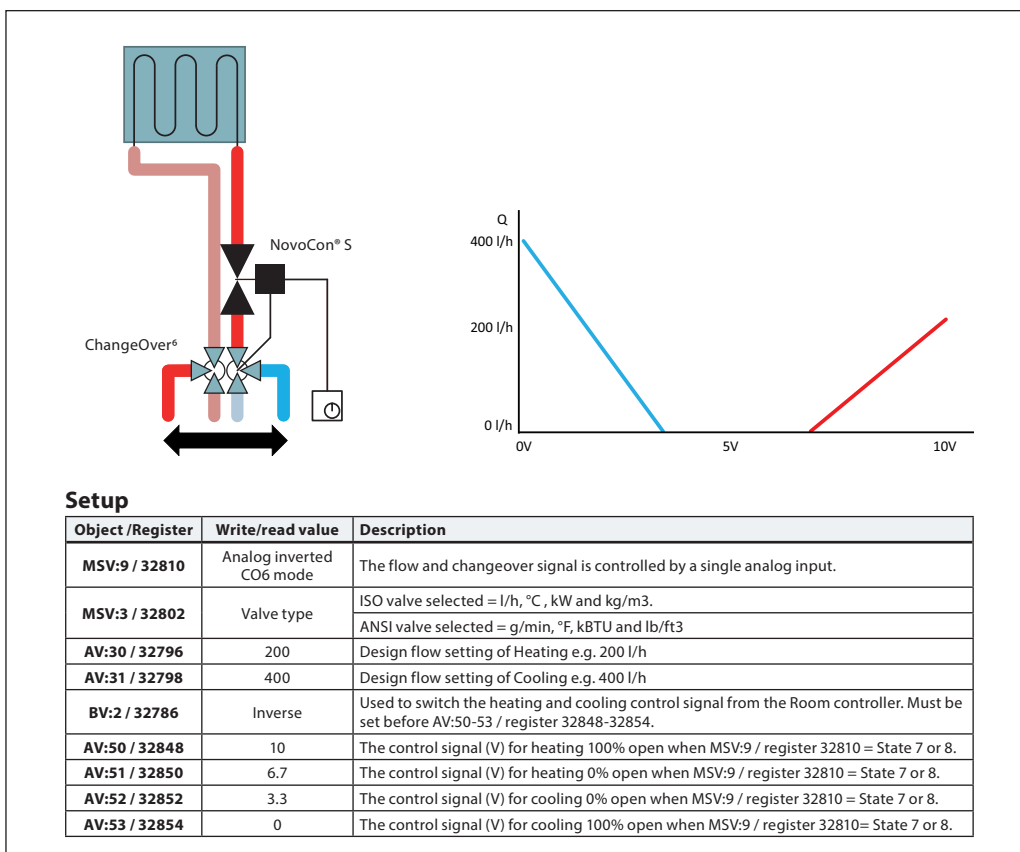 NovoCon® S
ChangeOver⁶
Q
400 l/h
200 l/h
0 l/h
0V
5V
10V
Setup
Object /Register
Write/read value
Description
MSV:9 / 32810
Analog inverted
CO6 mode
The flow and changeover signal is controlled by a single analog input.
MSV:3 / 32802
Valve type
ISO valve selected = l/h, °C , kW and kg/m3.
ANSI valve selected = g/min, °F, kBTU and lb/ft3
AV:30 / 32796
200
Design flow setting of Heating e.g. 200 l/h
AV:31 / 32798
400
Design flow setting of Cooling e.g. 400 l/h
BV:2 / 32786
Inverse
Used to switch the heating and cooling control signal from the Room controller. Must be
set before AV:50-53 / register 32848-32854.
AV:50 / 32848
10
The control signal (V) for heating 100% open when MSV:9 / register 32810 = State 7 or 8.
AV:51 / 32850
6.7
The control signal (V) for heating 0% open when MSV:9 / register 32810 = State 7 or 8.
AV:52 / 32852
3.3
The control signal (V) for cooling 0% open when MSV:9 / register 32810 = State 7 or 8.
AV:53 / 32854
0
The control signal (V) for cooling 100% open when MSV:9 / register 32810= State 7 or 8.